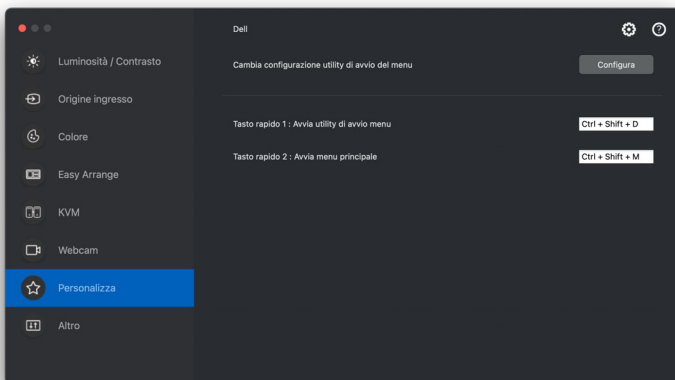 Dell
Luminosità / Contrasto
Cambia configurazione utility di avvio del menu
Configura
Origine ingresso
Tasto rapido 1 : Avvia utility di avvio menu
Ctrl + Shift + D
Colore
Tasto rapido 2 : Avvia menu principale
Ctrl + Shift + M
Easy Arrange
KVM
Webcam
Personalizza
Altro